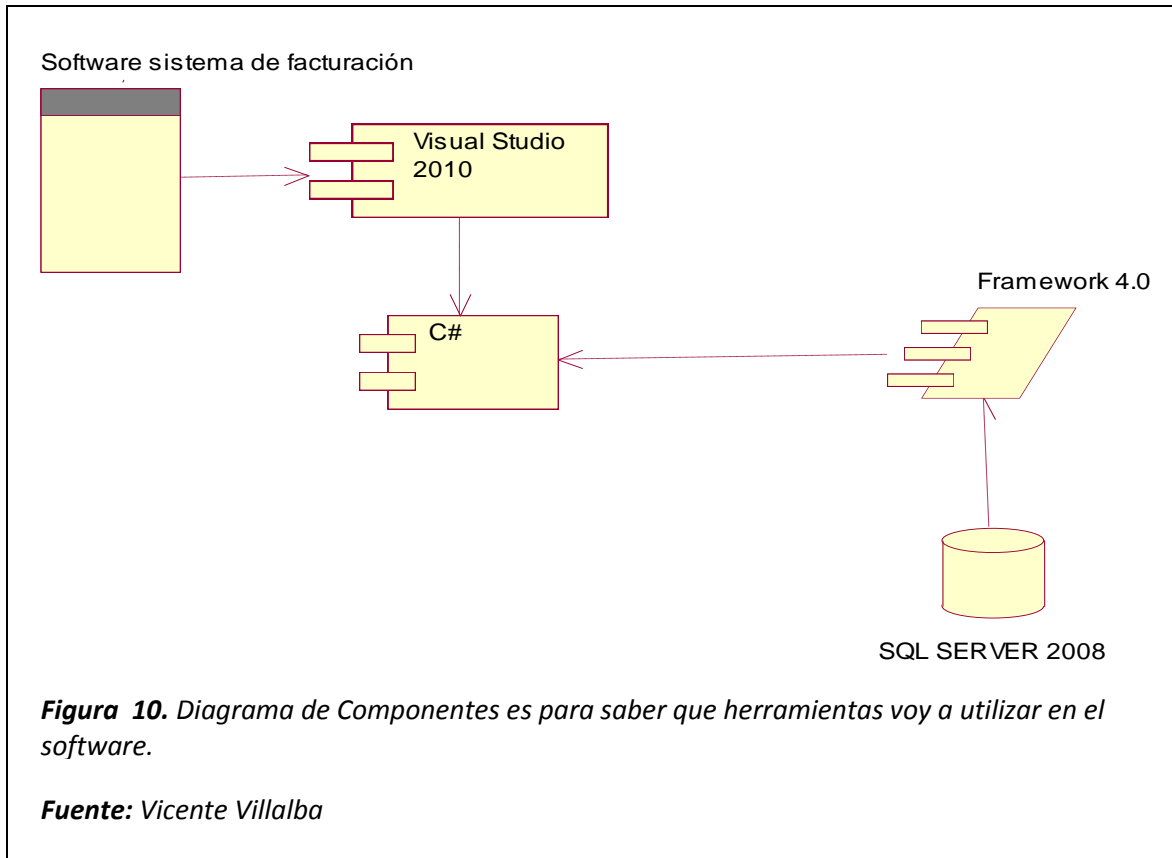 Software sistema de facturación
Visual Studio
2010
C#
Framework 4.0
SQL SERVER 2008
Figura 10. Diagrama de Componentes es para saber que herramientas voy a utilizar en el
software.
Fuente: Vicente Villalba